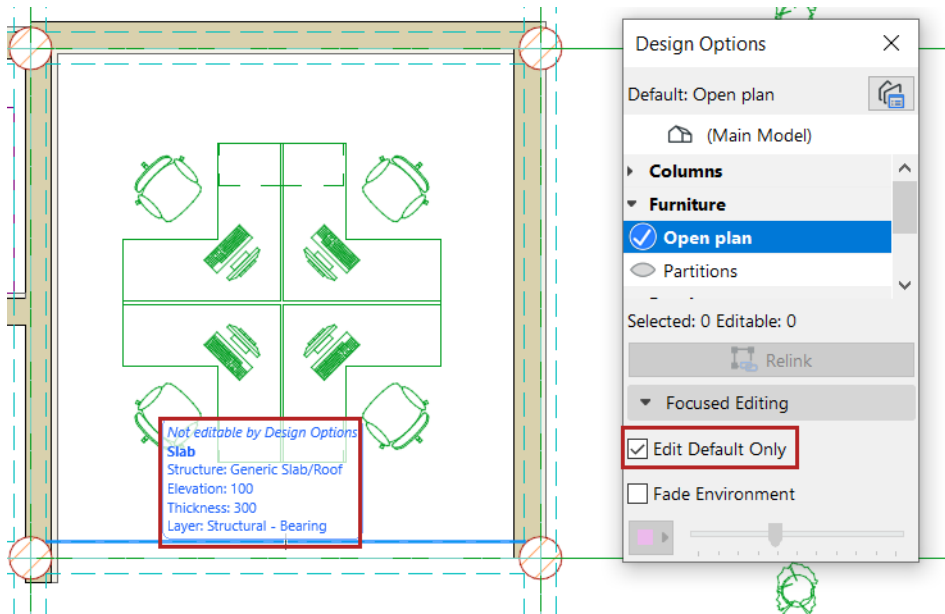 Design Options
Default: Open plan
(Main Model)
Columns
Furniture
Open plan
Partitions
Selected: 0 Editable: 0
Relink
Focused Editing
Edit Default Only
Fade Environment
Not editable by Design Options
Slab
Structure: Generic Slab/Roof
Elevation: 100
Thickness: 300
Layer: Structural - Bearing